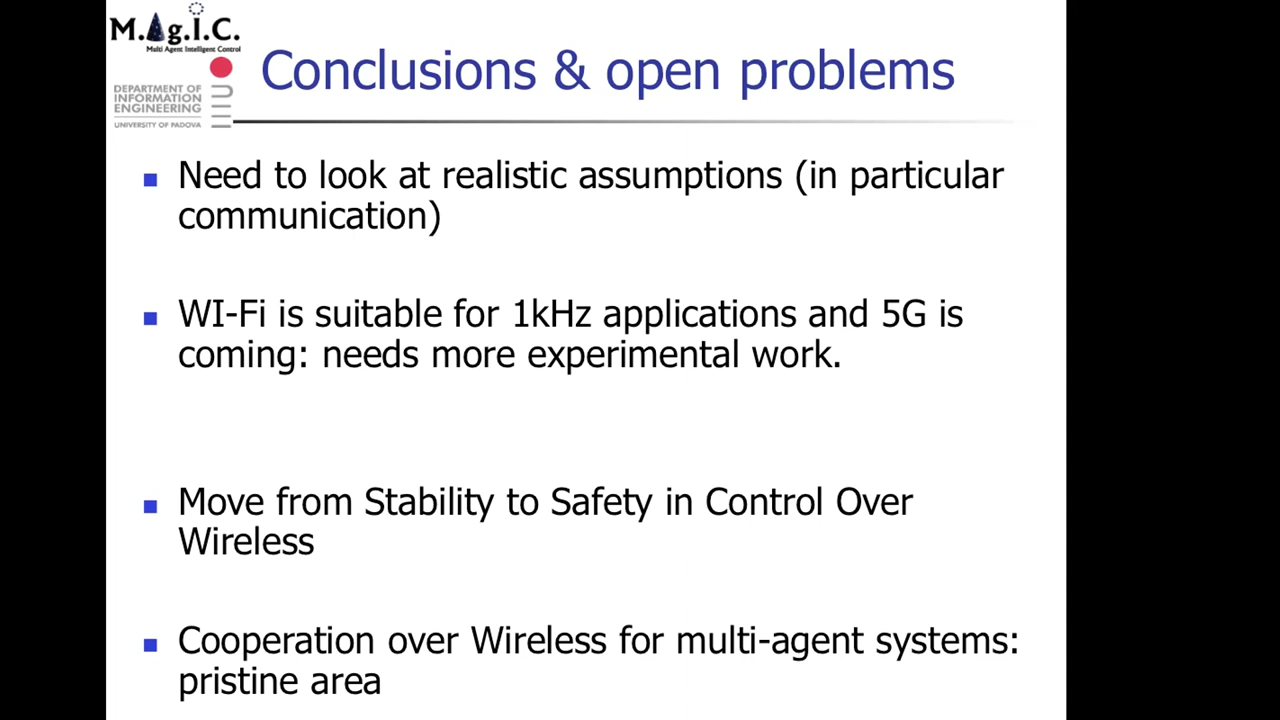 M.AgI.C.
Multi Agent Intelligent Control
DEPARTMENT OF
INFORMATION
ENGINEERING
UNIVERSITY OF PADOVA
Conclusions & open problems
Need to look at realistic assumptions (in particular
communication)
WI-Fi is suitable for 1kHz applications and 5G is
coming: needs more experimental work.
Move from Stability to Safety in Control Over
Wireless
Cooperation over Wireless for multi-agent systems:
pristine area